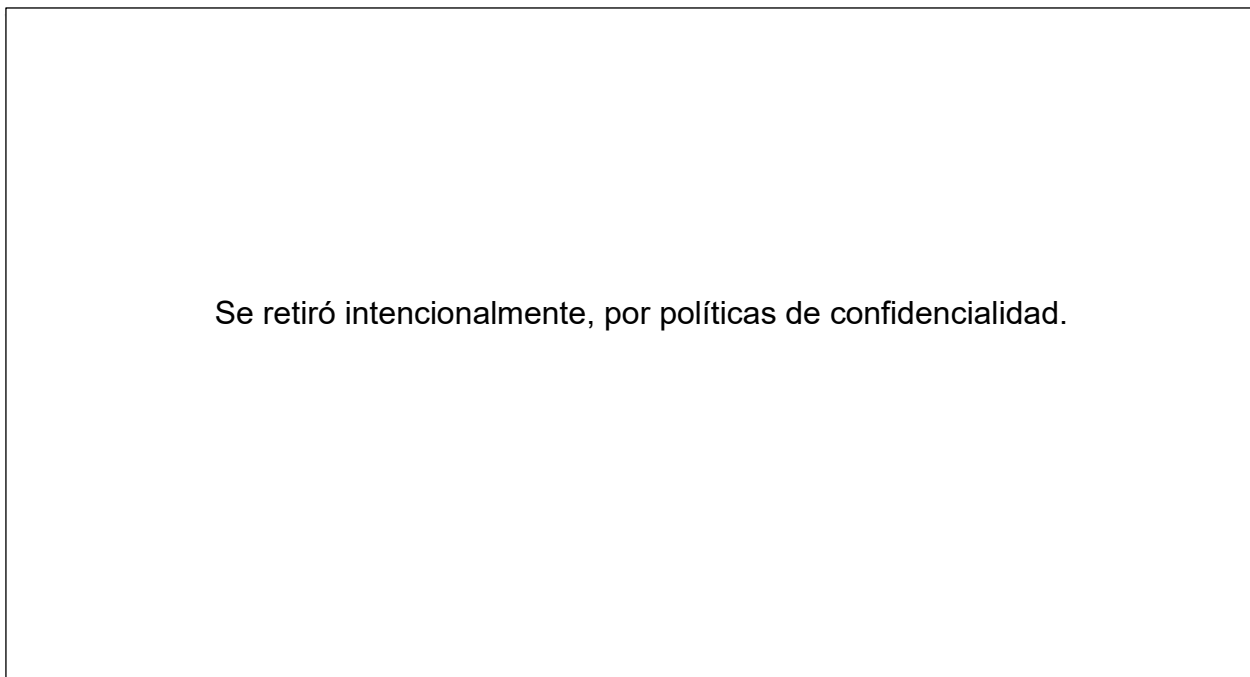 Se retiró intencionalmente, por políticas de confidencialidad.